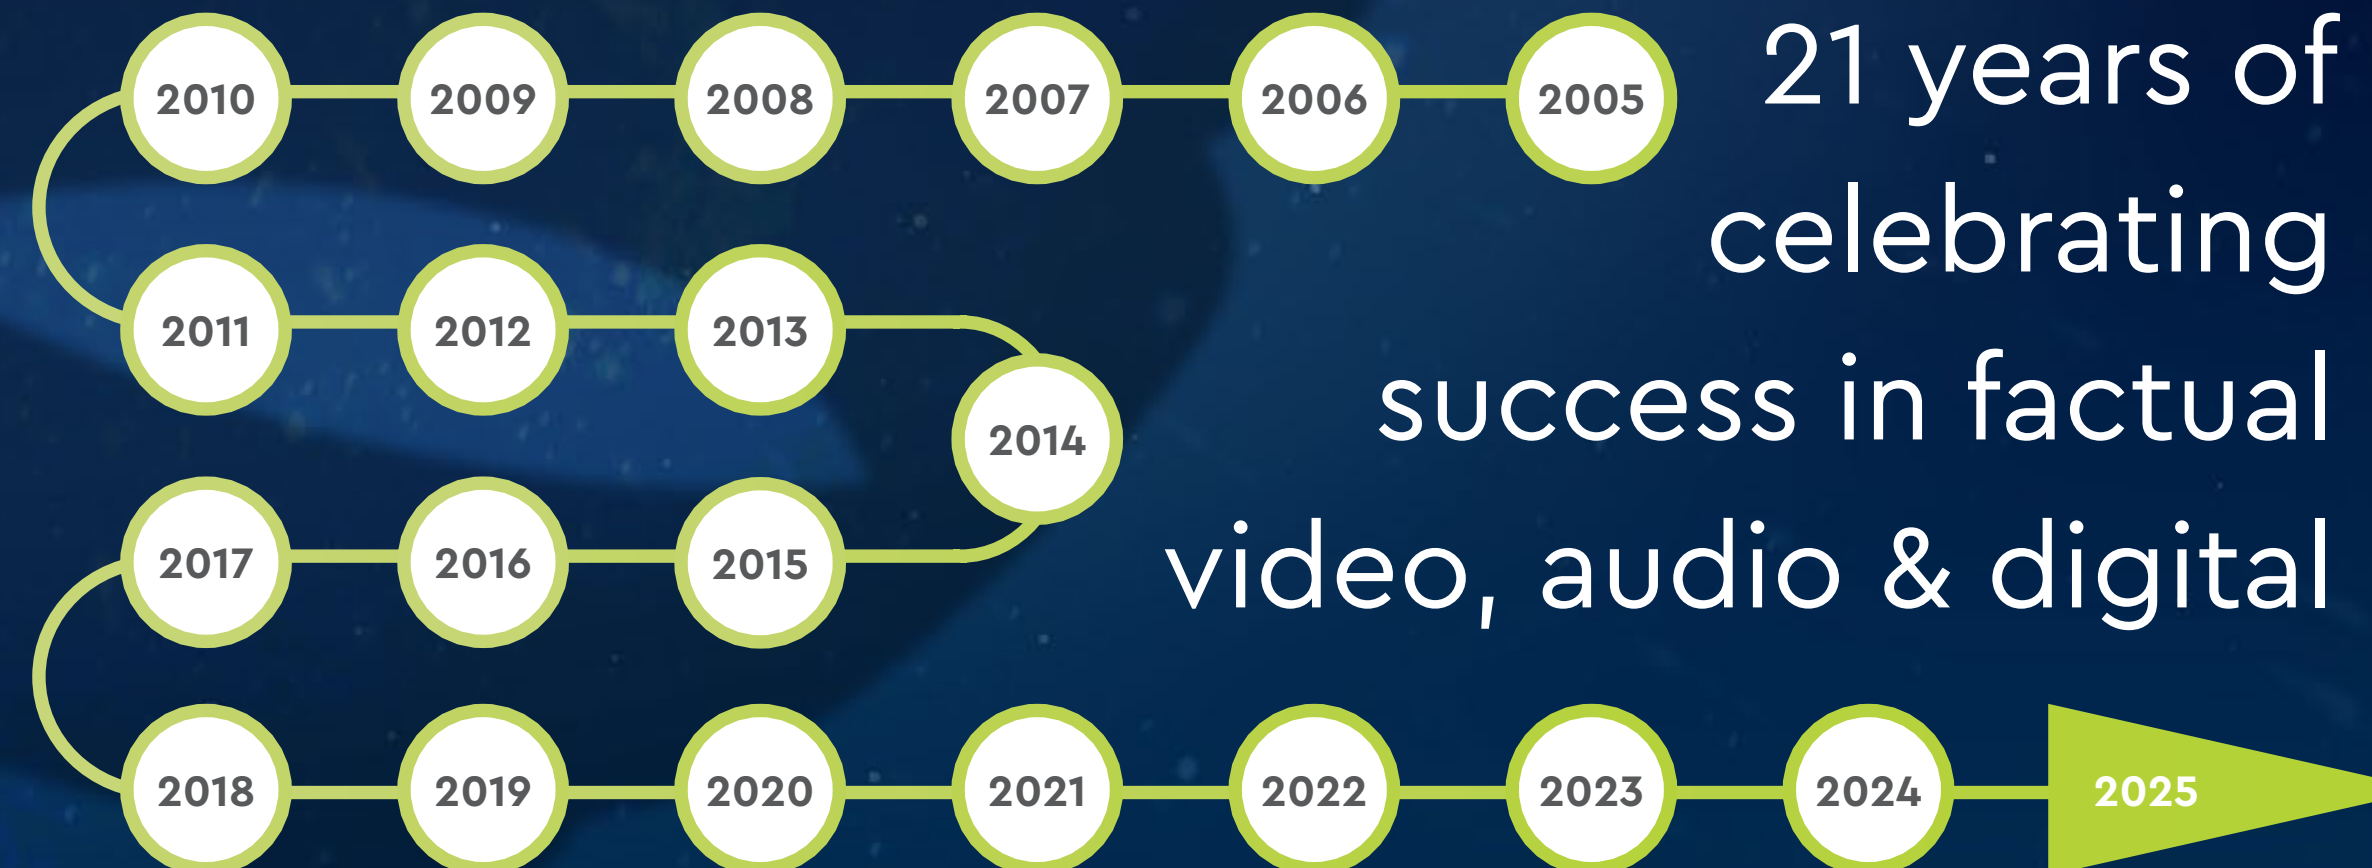 21 years of
celebrating
success in factual
video, audio & digital
2010 2009 2008 2007 2006 2005
2011 2012 2013
2014
2017 2016 2015
2018 2019 2020 2021 2022 2023 2024 2025